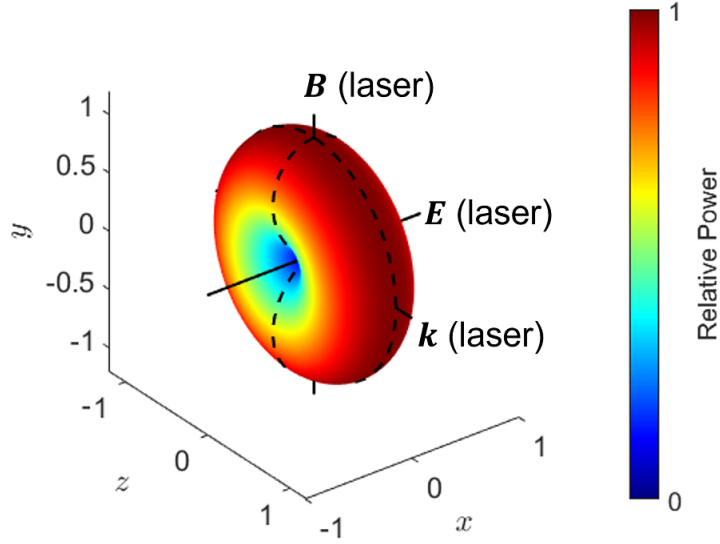 B (laser)
E (laser)
k (laser)
1
0.5
0
-0.5
-1
y
-1
0
1
z
-1
0
1
x
1
0
Relative Power